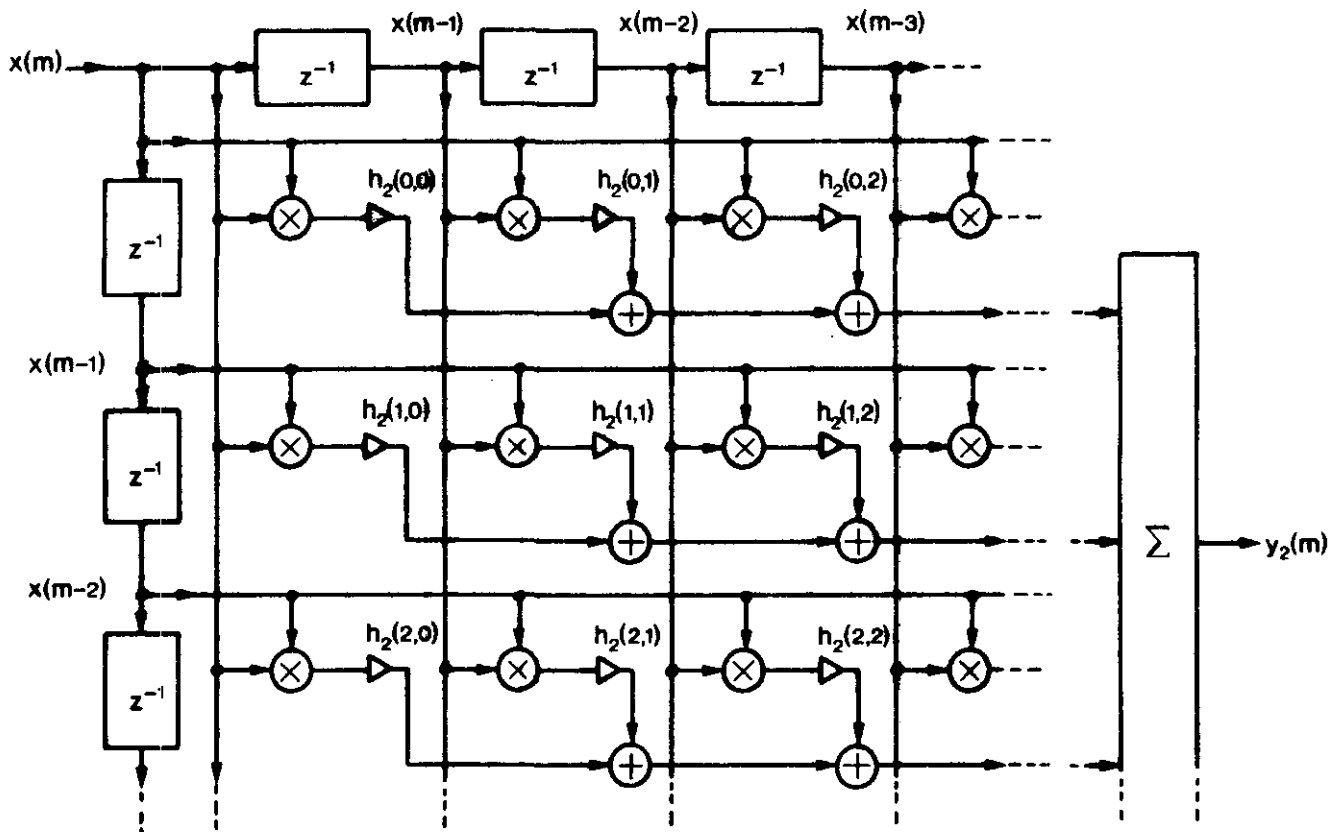 x(m-1) x(m-2) x(m-3)
x(m) z⁻¹ z⁻¹ z⁻¹
h₂(0,0) h₂(0,1) h₂(0,2)
× × × ×
z⁻¹
+ +
x(m-1)
h₂(1,0) h₂(1,1) h₂(1,2)
× × × ×
z⁻¹
+ + Σ y₂(m)
x(m-2)
h₂(2,0) h₂(2,1) h₂(2,2)
× × × ×
z⁻¹
+ +